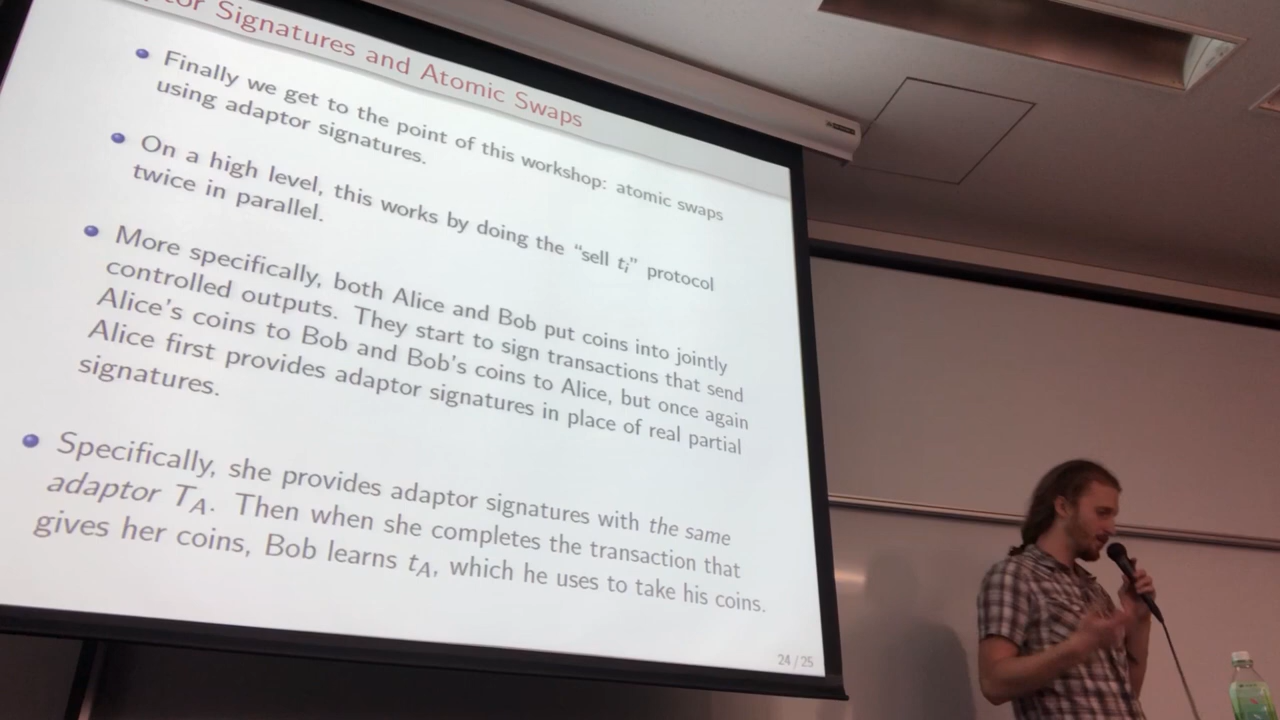 Signatures and Atomic Swaps
Finally we get to the point of this workshop: atomic swaps
using adaptor signatures.
On a high level, this works by doing the “sell tᵢ” protocol
twice in parallel.
More specifically, both Alice and Bob put coins into jointly
controlled outputs. They start to sign transactions that send
Alice's coins to Bob and Bob's coins to Alice, but once again
Alice first provides adaptor signatures in place of real partial
signatures.
Specifically, she provides adaptor signatures with the same
adaptor T_A. Then when she completes the transaction that
gives her coins, Bob learns t_A, which he uses to take his coins.
24 / 25